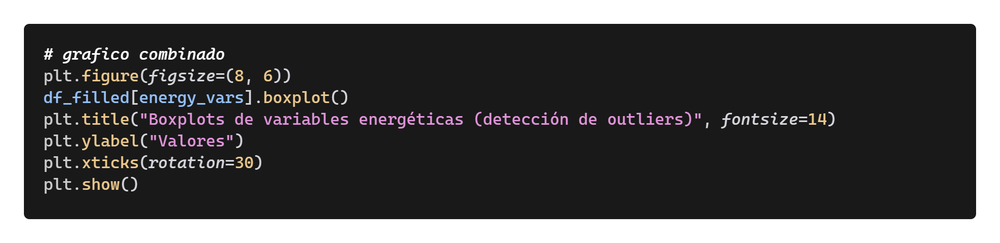 # grafico combinado
plt.figure(figsize=(8, 6))
df_filled[energy_vars].boxplot()
plt.title("Boxplots de variables energéticas (detección de outliers)", fontsize=14)
plt.ylabel("Valores")
plt.xticks(rotation=30)
plt.show()